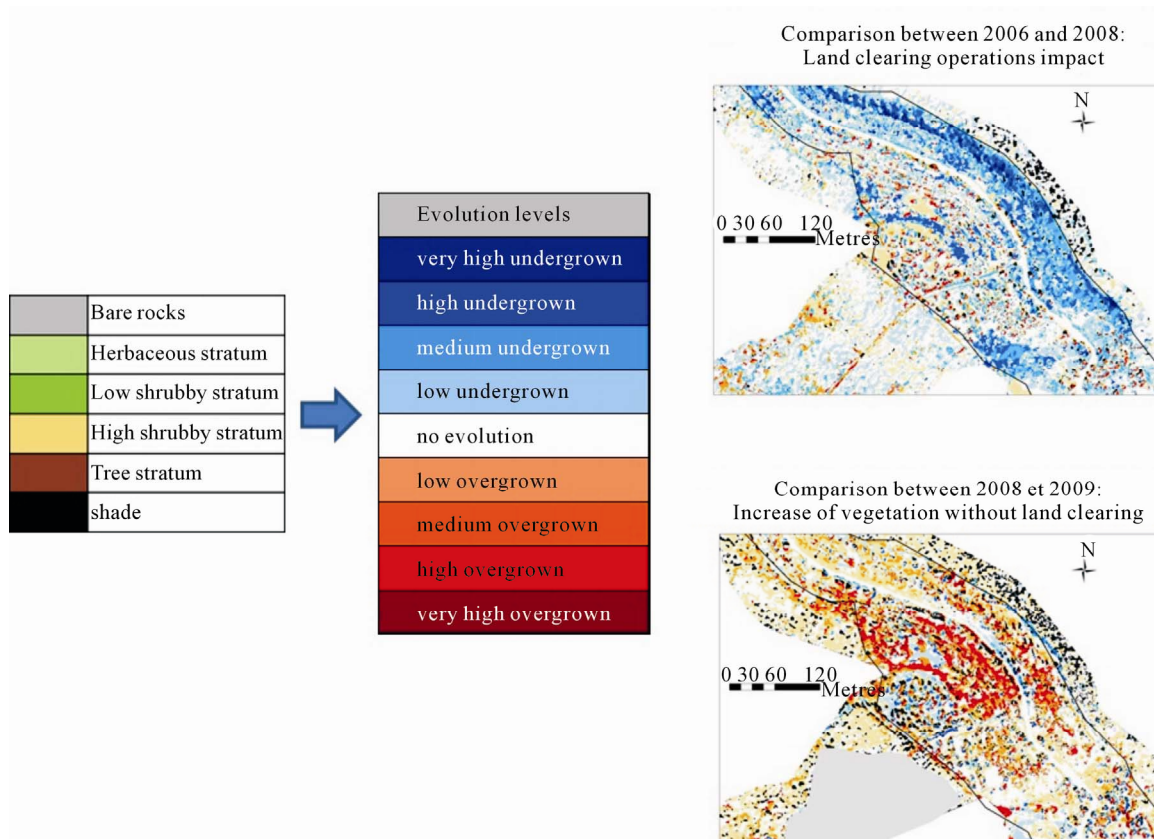 Bare rocks
Herbaceous stratum
Low shrubby stratum
High shrubby stratum
Tree stratum
shade
Evolution levels
very high undergrown
high undergrown
medium undergrown
low undergrown
no evolution
low overgrown
medium overgrown
high overgrown
very high overgrown
Comparison between 2006 and 2008:
Land clearing operations impact
N
0 30 60 120
Metres
Comparison between 2008 et 2009:
Increase of vegetation without land clearing
N
0 30 60 120
Metres